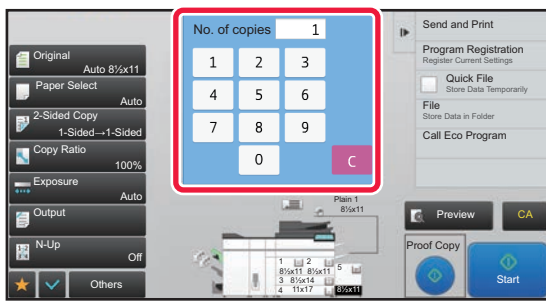 Original
Auto 8½x11
Paper Select
Auto
2-Sided Copy
1-Sided→1-Sided
Copy Ratio
100%
Exposure
Auto
Output
N-Up
Off
Others
No. of copies 1
1 2 3
4 5 6
7 8 9
0 C
Plain 1
8½x11
1 2 5
8½x11 8½x11
3 8½x14
4 11x17 8½x11
Send and Print
Program Registration
Register Current Settings
Quick File
Store Data Temporarily
File
Store Data in Folder
Call Eco Program
Preview CA
Proof Copy
Start